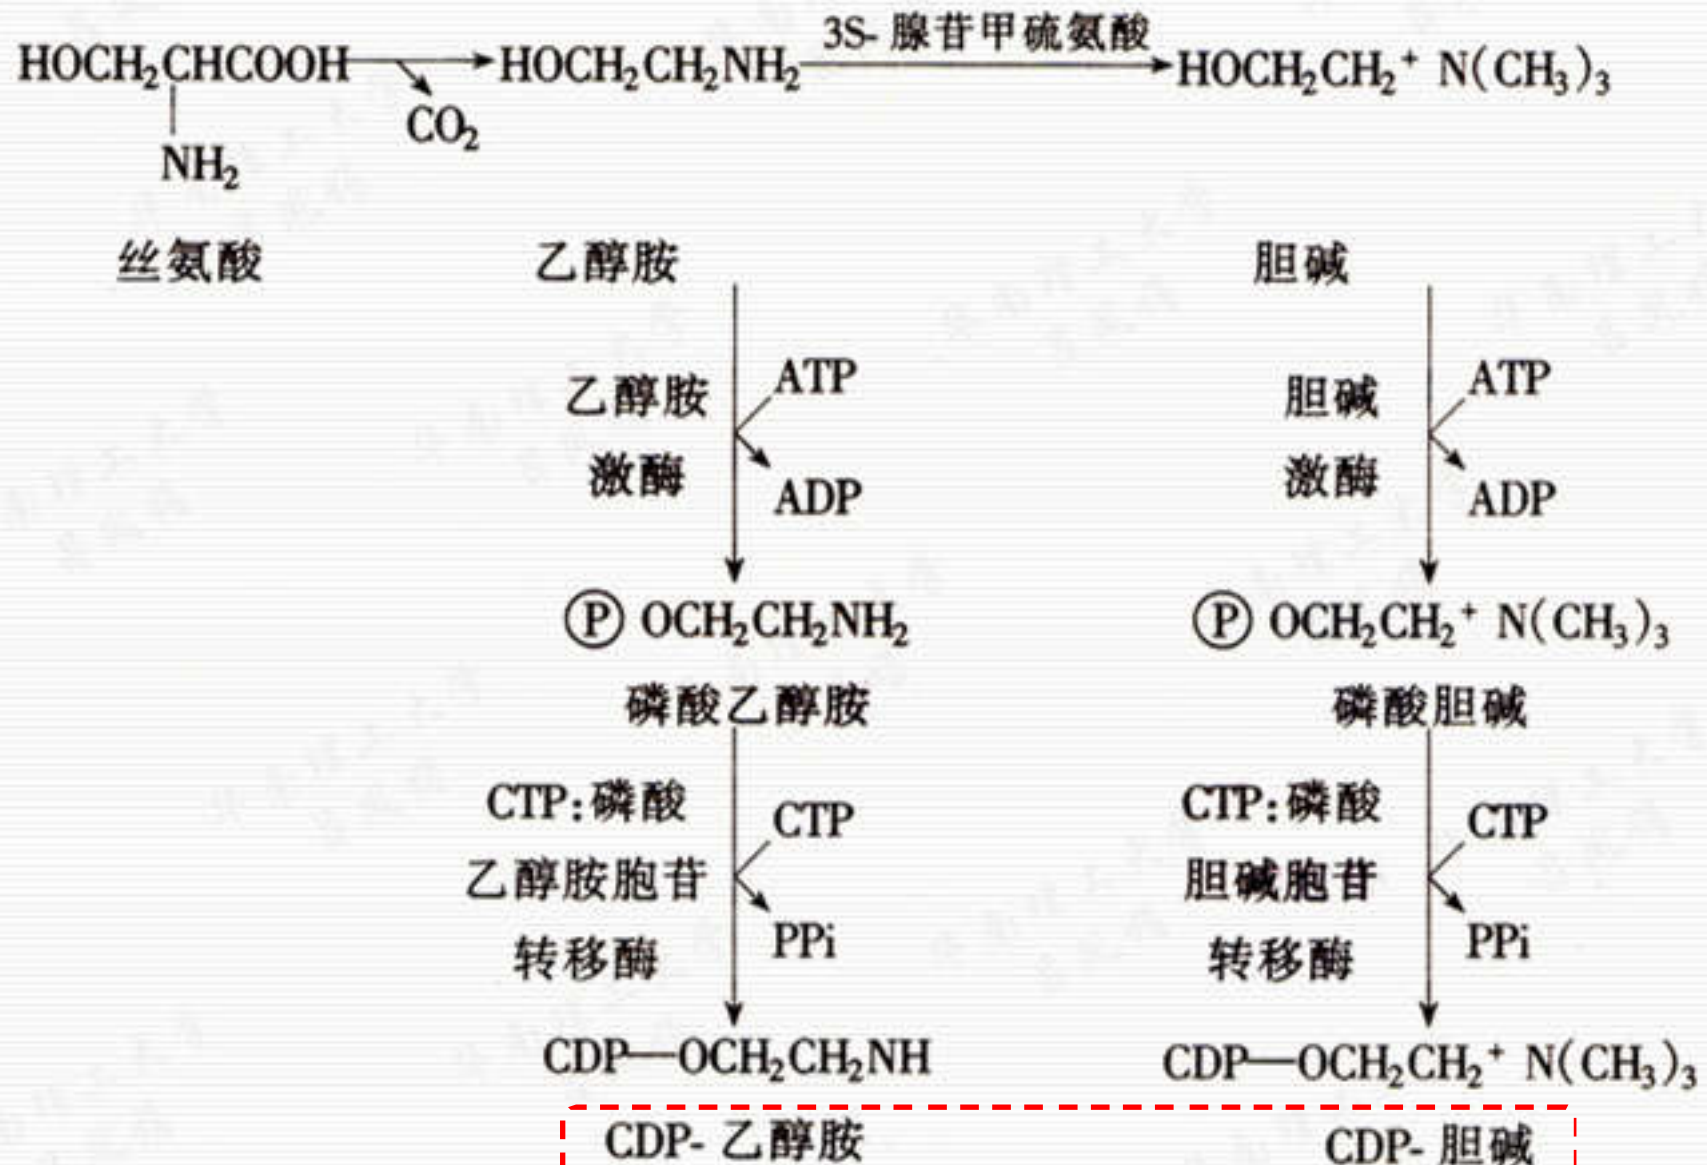 3S-腺苷甲硫氨酸
HOCH₂CHCOOH HOCH₂CH₂NH₂ HOCH₂CH₂⁺ N(CH₃)₃
CO₂
NH₂
丝氨酸 乙醇胺 胆碱
乙醇胺 ATP 胆碱 ATP
激酶 ADP 激酶 ADP
Ⓟ OCH₂CH₂NH₂ Ⓟ OCH₂CH₂⁺ N(CH₃)₃
磷酸乙醇胺 磷酸胆碱
CTP:磷酸 CTP CTP:磷酸 CTP
乙醇胺胞苷 胆碱胞苷
转移酶 PPi 转移酶 PPi
CDP—OCH₂CH₂NH CDP—OCH₂CH₂⁺ N(CH₃)₃
CDP-乙醇胺 CDP-胆碱